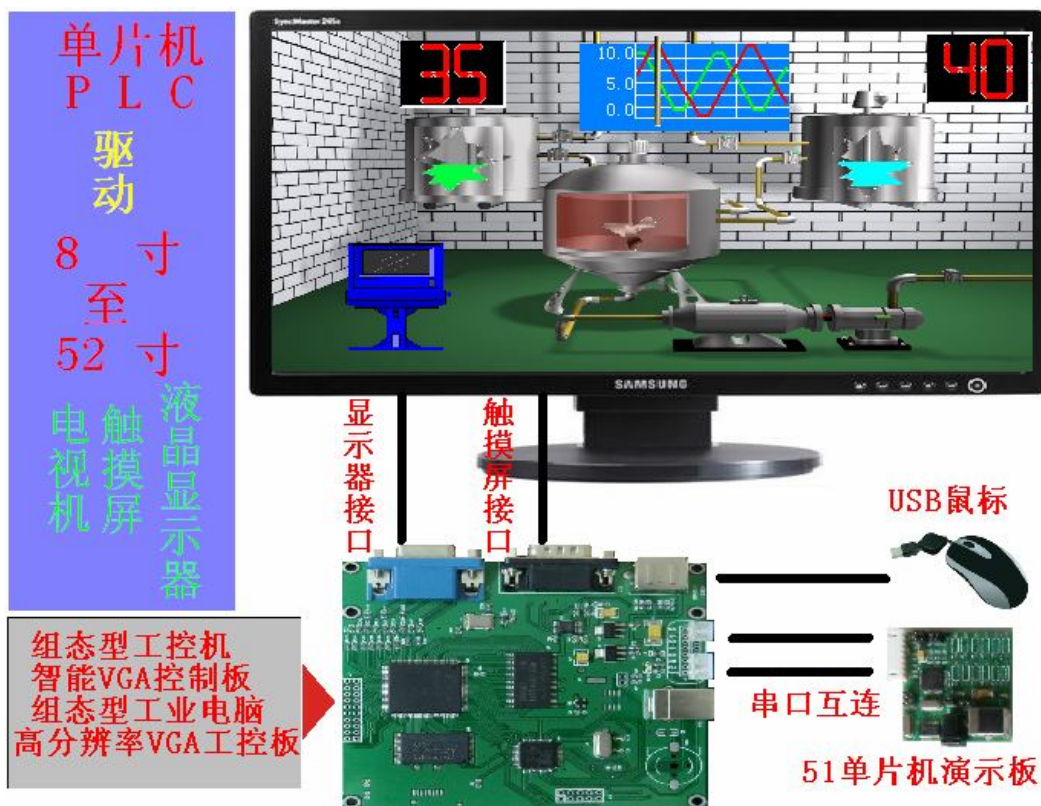 单片机
PLC
驱动
8 寸
至
52 寸
液晶显示器
触摸屏
电视机
组态型工控机
智能VGA控制板
组态型工业电脑
高分辨率VGA工控板
35
10.0
5.0
0.0
40
SAMSUNG
显示器接口
触摸屏接口
USB鼠标
串口互连
51单片机演示板